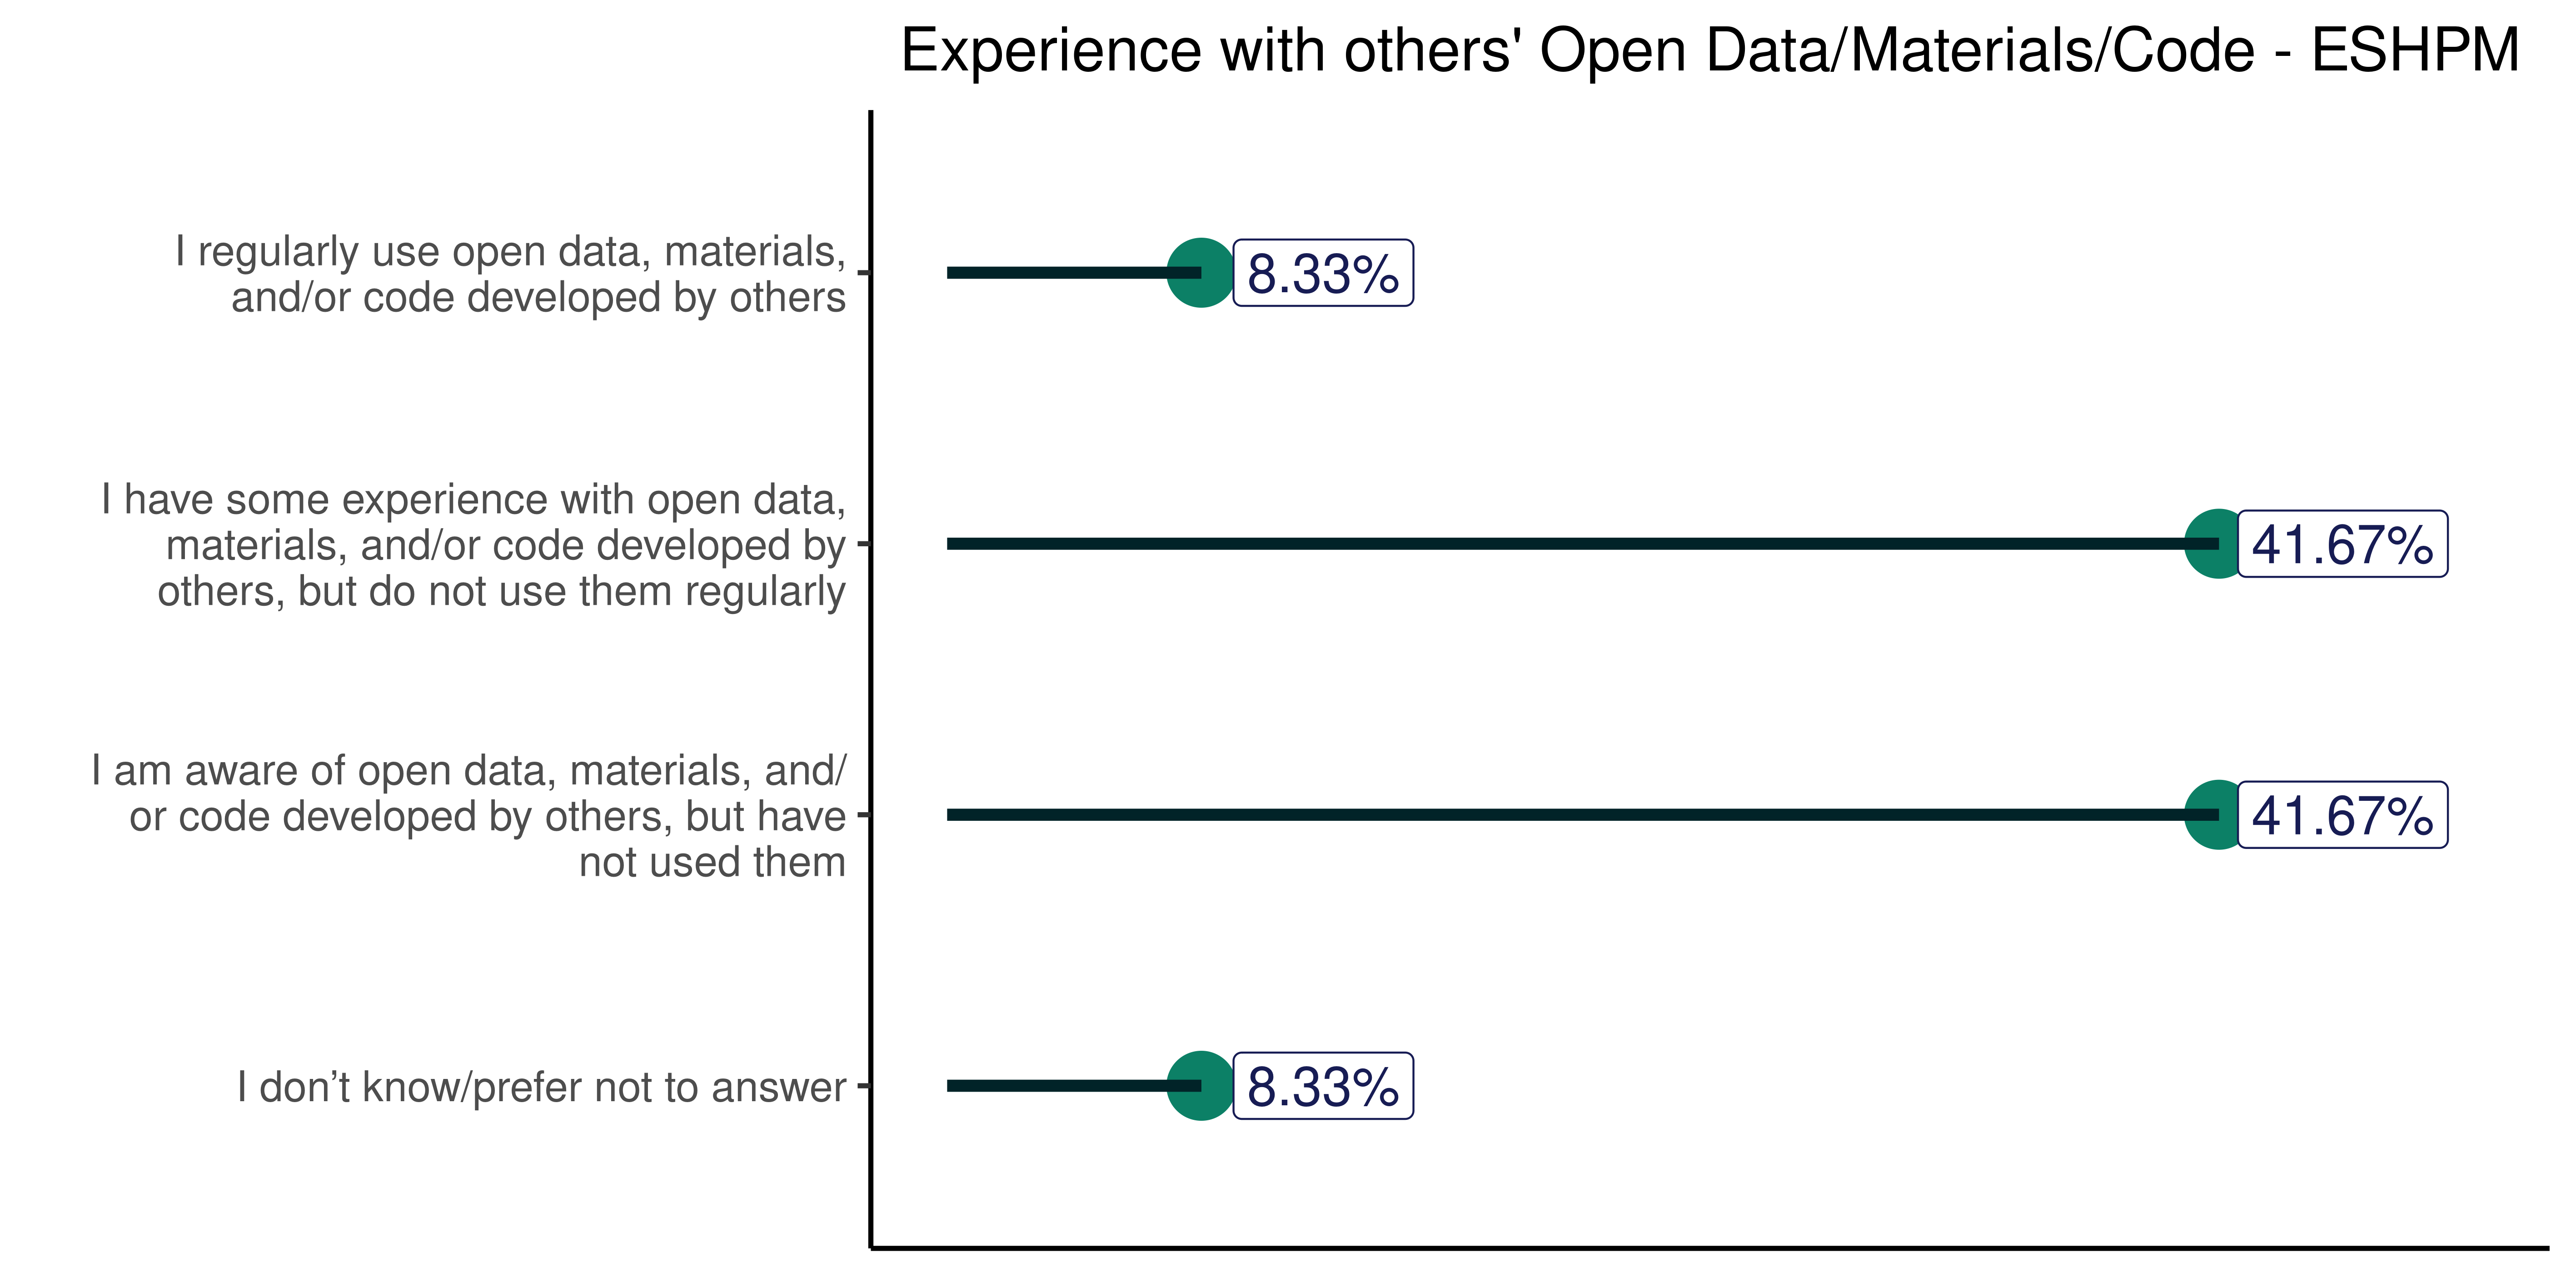 Experience with others' Open Data/Materials/Code - ESHPM
I regularly use open data, materials,
and/or code developed by others
8.33%
I have some experience with open data,
materials, and/or code developed by
others, but do not use them regularly
41.67%
I am aware of open data, materials, and/
or code developed by others, but have
not used them
41.67%
I don’t know/prefer not to answer
8.33%